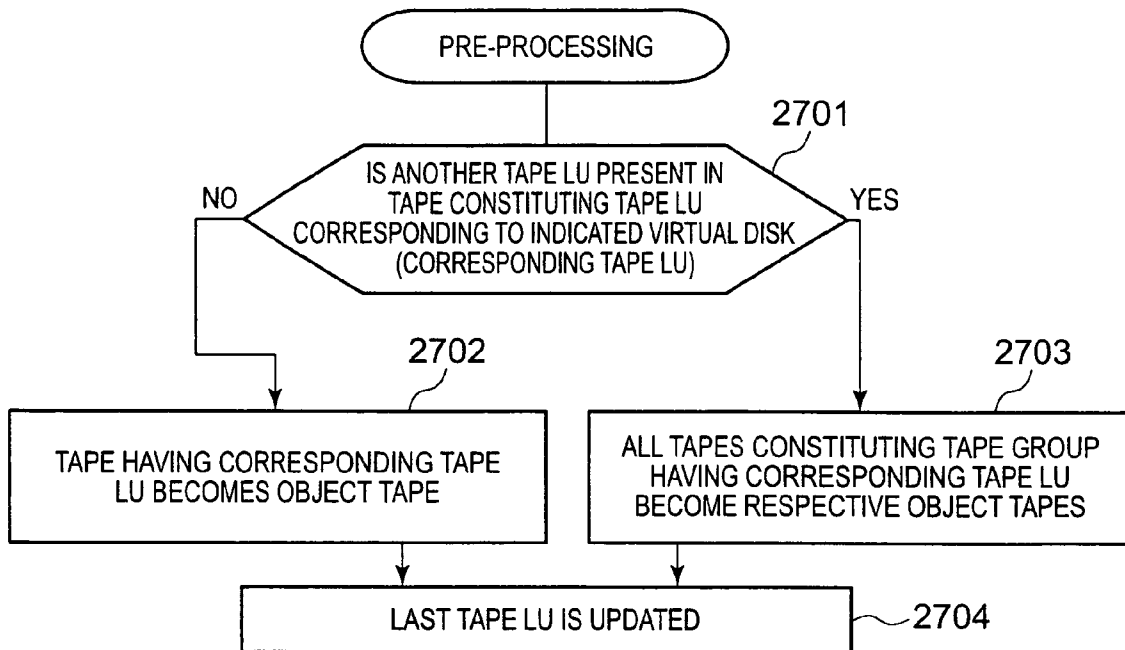 PRE-PROCESSING
2701
IS ANOTHER TAPE LU PRESENT IN
TAPE CONSTITUTING TAPE LU
CORRESPONDING TO INDICATED VIRTUAL DISK
(CORRESPONDING TAPE LU)
NO
YES
2702
TAPE HAVING CORRESPONDING TAPE
LU BECOMES OBJECT TAPE
2703
ALL TAPES CONSTITUTING TAPE GROUP
HAVING CORRESPONDING TAPE LU
BECOME RESPECTIVE OBJECT TAPES
LAST TAPE LU IS UPDATED
2704